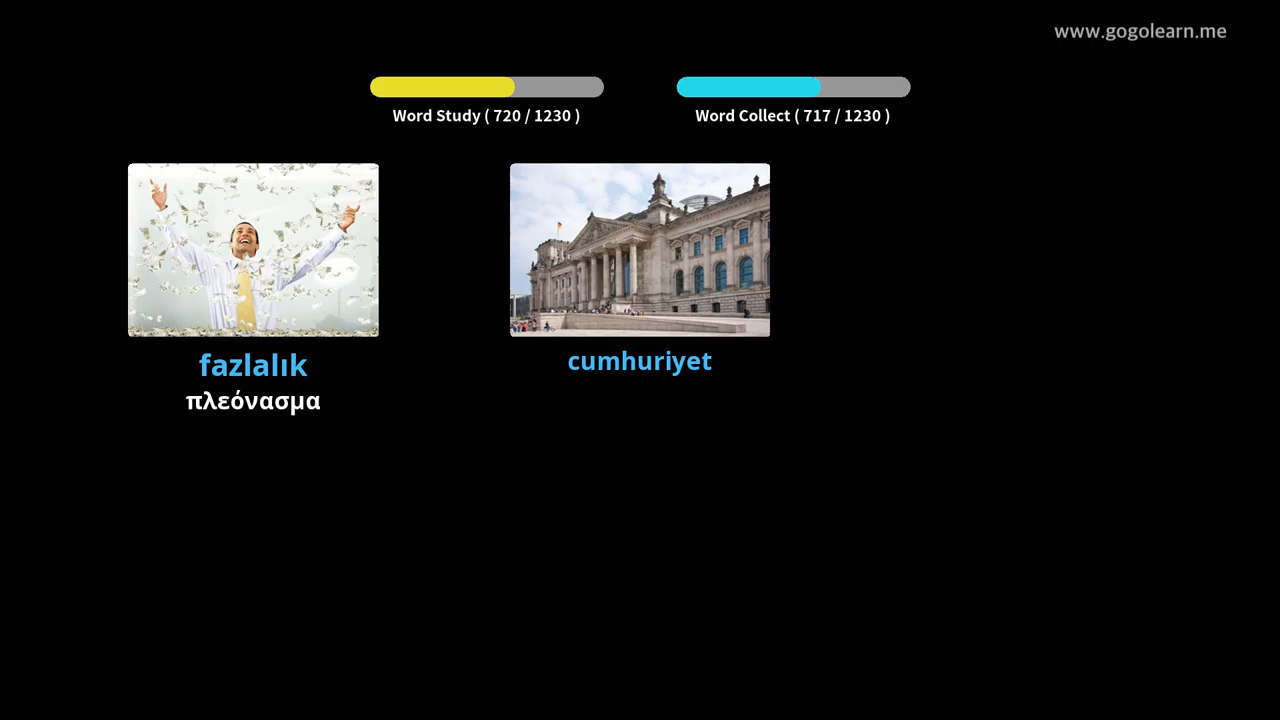 www.gogolearn.me
Word Study ( 720 / 1230 )
Word Collect ( 717 / 1230 )
fazlalık
πλεόνασμα
cumhuriyet